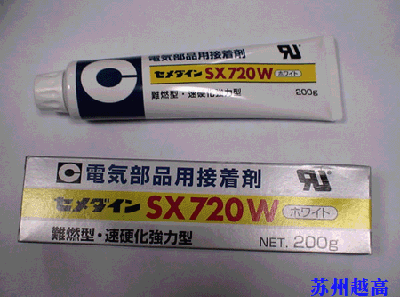 電気部品用接着剤
セメダイン SX720W ホワイト
難燃型・速硬化強力型 200g
C 電気部品用接着剤
セメダイン SX720W ホワイト
難燃型・速硬化強力型 NET. 200g
苏州越高